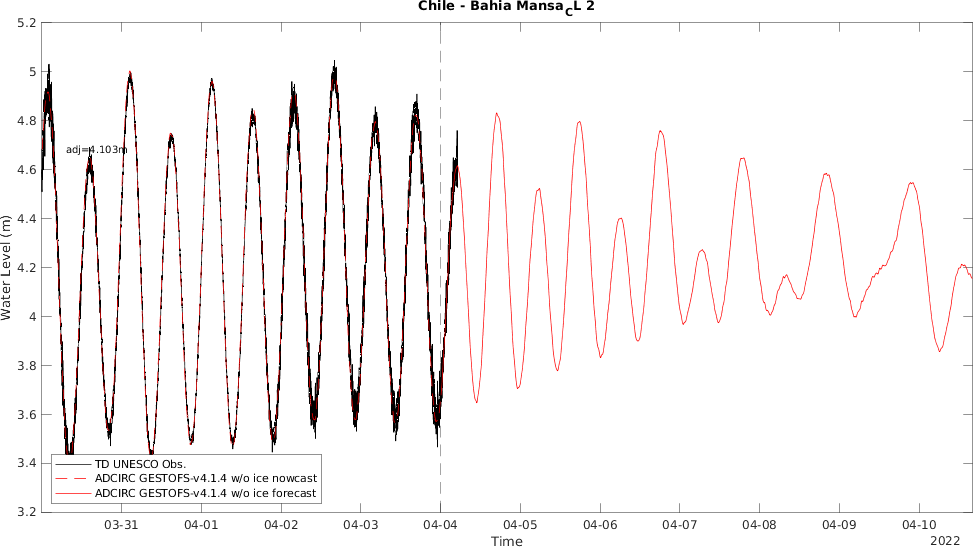 Chile - Bahia MansaCL 2
5.2
5
4.8
4.6
4.4
4.2
4
3.8
3.6
3.4
3.2
Water Level (m)
adj=4.103m
TD UNESCO Obs.
ADCIRC GESTOFS-v4.1.4 w/o ice nowcast
ADCIRC GESTOFS-v4.1.4 w/o ice forecast
03-31 04-01 04-02 04-03 04-04 04-05 04-06 04-07 04-08 04-09 04-10
Time
2022